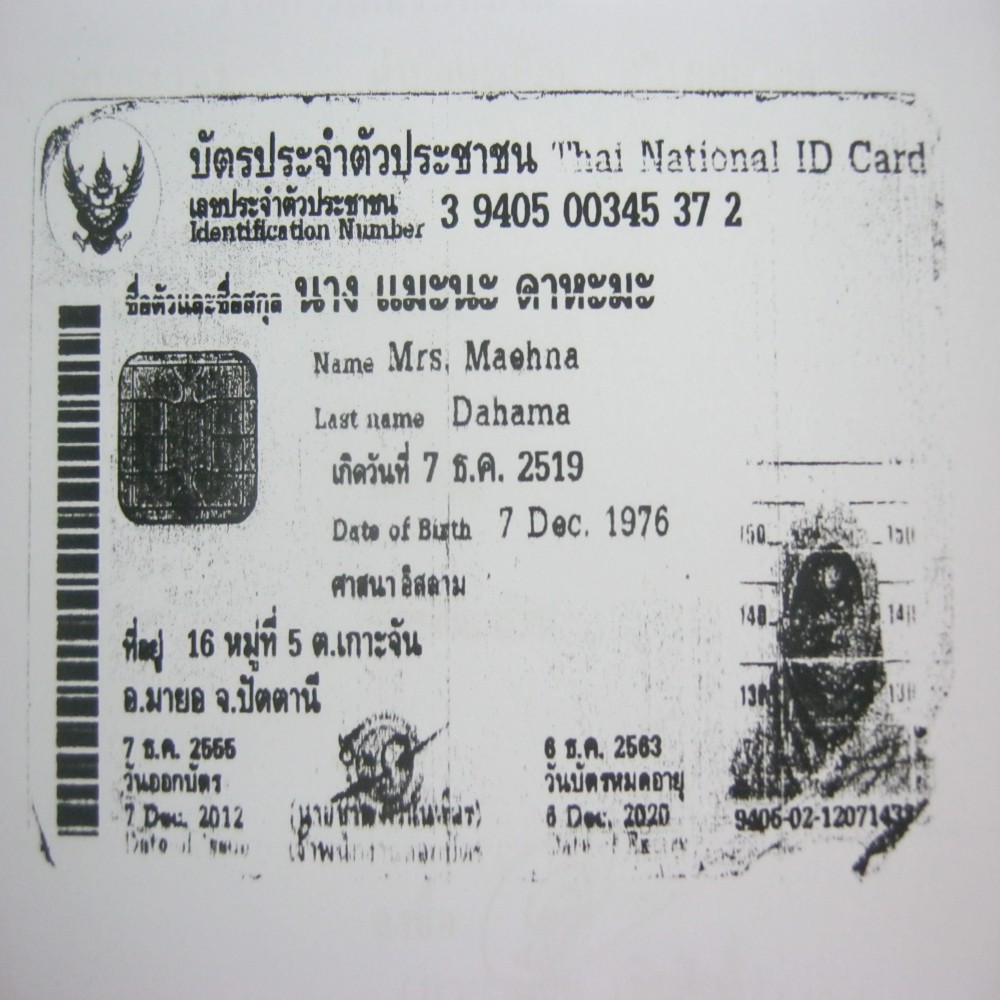 บัตรประจำตัวประชาชน Thai National ID Card
เลขประจำตัวประชาชน 3 9405 00345 37 2
Identification Number
ชื่อตัวและชื่อสกุล นาง แมะนะ ดาหะมะ
Name Mrs. Maehna
Last name Dahama
เกิดวันที่ 7 ธ.ค. 2519
Date of Birth 7 Dec. 1976
ศาสนา อิสลาม
150 150
140 140
130 130
ที่อยู่ 16 หมู่ที่ 5 ต.เกาะจัน
อ.มายอ จ.ปัตตานี
7 ธ.ค. 2555 6 ธ.ค. 2563
วันออกบัตร วันบัตรหมดอายุ
7 Dec. 2012 6 Dec. 2020
Date of Issue เจ้าพนักงานออกบัตร Date of Expiry